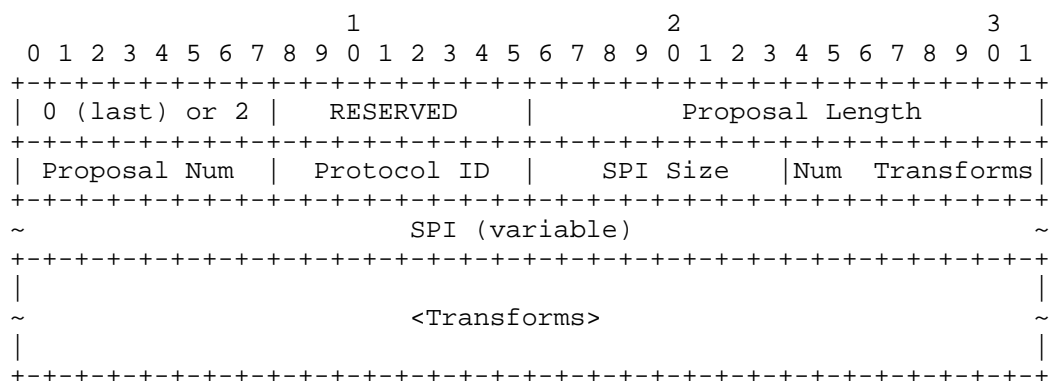 1                   2                   3
 0 1 2 3 4 5 6 7 8 9 0 1 2 3 4 5 6 7 8 9 0 1 2 3 4 5 6 7 8 9 0 1
+-+-+-+-+-+-+-+-+-+-+-+-+-+-+-+-+-+-+-+-+-+-+-+-+-+-+-+-+-+-+-+-+
| 0 (last) or 2 |   RESERVED    |         Proposal Length       |
+-+-+-+-+-+-+-+-+-+-+-+-+-+-+-+-+-+-+-+-+-+-+-+-+-+-+-+-+-+-+-+-+
| Proposal Num  |  Protocol ID  |    SPI Size   |Num  Transforms|
+-+-+-+-+-+-+-+-+-+-+-+-+-+-+-+-+-+-+-+-+-+-+-+-+-+-+-+-+-+-+-+-+
~                        SPI (variable)                         ~
+-+-+-+-+-+-+-+-+-+-+-+-+-+-+-+-+-+-+-+-+-+-+-+-+-+-+-+-+-+-+-+-+
|                                                               |
~                        <Transforms>                           ~
|                                                               |
+-+-+-+-+-+-+-+-+-+-+-+-+-+-+-+-+-+-+-+-+-+-+-+-+-+-+-+-+-+-+-+-+